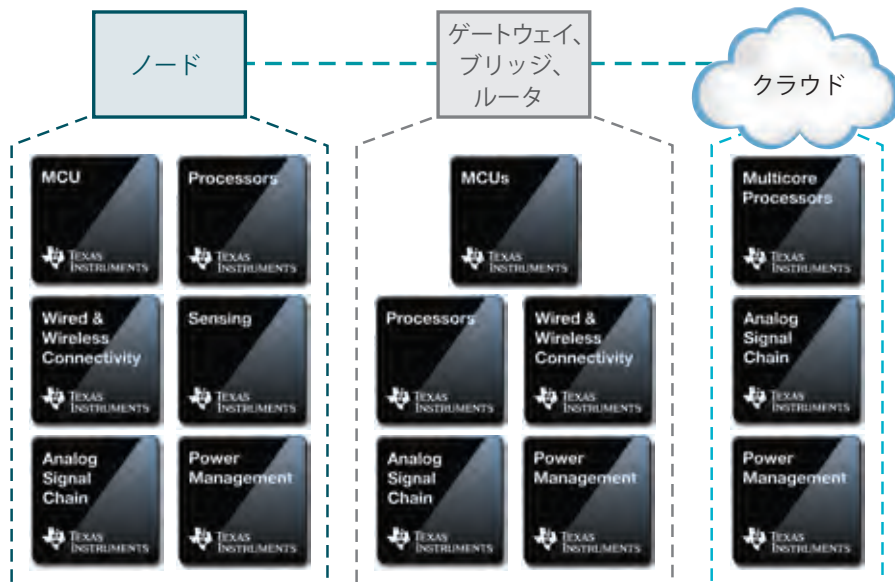 ノード
ゲートウェイ、
ブリッジ、
ルータ
クラウド
MCU
TEXAS
INSTRUMENTS
Processors
TEXAS
INSTRUMENTS
Wired &
Wireless
Connectivity
TEXAS
INSTRUMENTS
Sensing
TEXAS
INSTRUMENTS
Analog
Signal
Chain
TEXAS
INSTRUMENTS
Power
Management
TEXAS
INSTRUMENTS
MCUs
TEXAS
INSTRUMENTS
Processors
TEXAS
INSTRUMENTS
Wired &
Wireless
Connectivity
TEXAS
INSTRUMENTS
Analog
Signal
Chain
TEXAS
INSTRUMENTS
Power
Management
TEXAS
INSTRUMENTS
Multicore
Processors
TEXAS
INSTRUMENTS
Analog
Signal
Chain
TEXAS
INSTRUMENTS
Power
Management
TEXAS
INSTRUMENTS